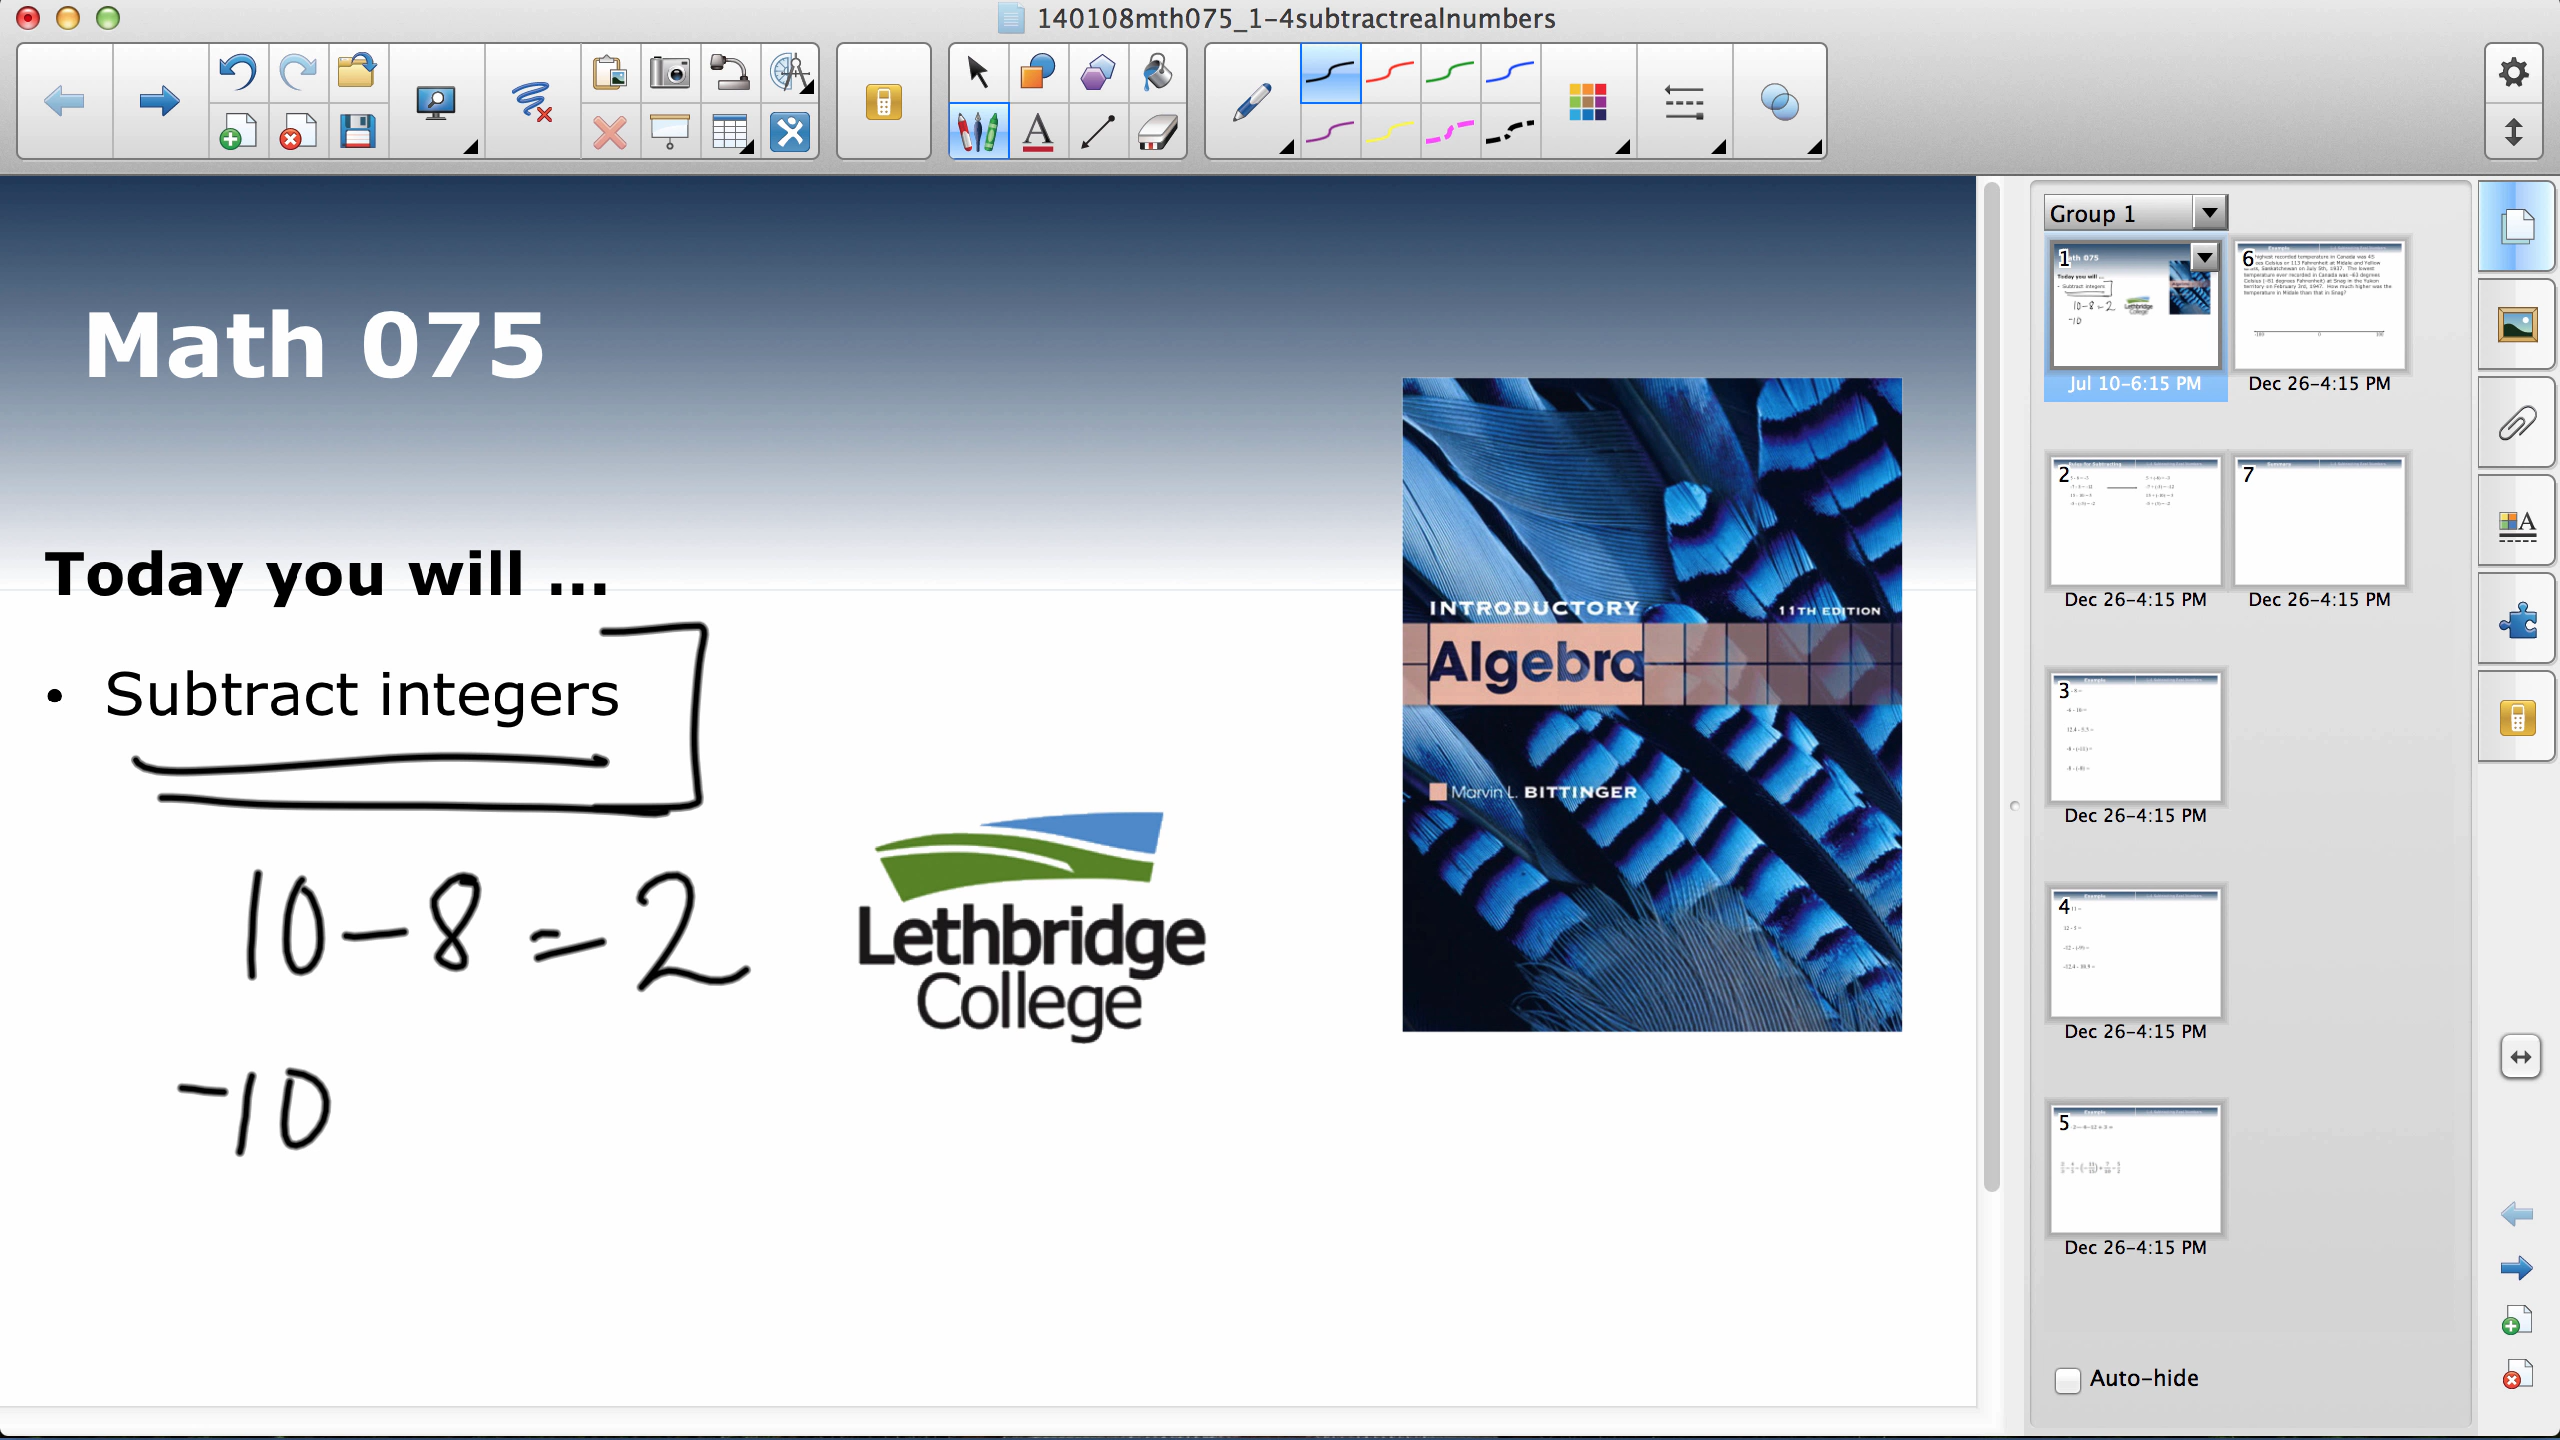 140108mth075_1-4subtractrealnumbers
Math 075
Today you will ...
• Subtract integers
10-8=2
-10
Lethbridge
College
INTRODUCTORY
11TH EDITION
Algebra
Marvin L. BITTINGER
Group 1
1
Jul 10-6:15 PM
6
Dec 26-4:15 PM
2
Dec 26-4:15 PM
7
Dec 26-4:15 PM
3
Dec 26-4:15 PM
4
Dec 26-4:15 PM
5
Dec 26-4:15 PM
Auto-hide